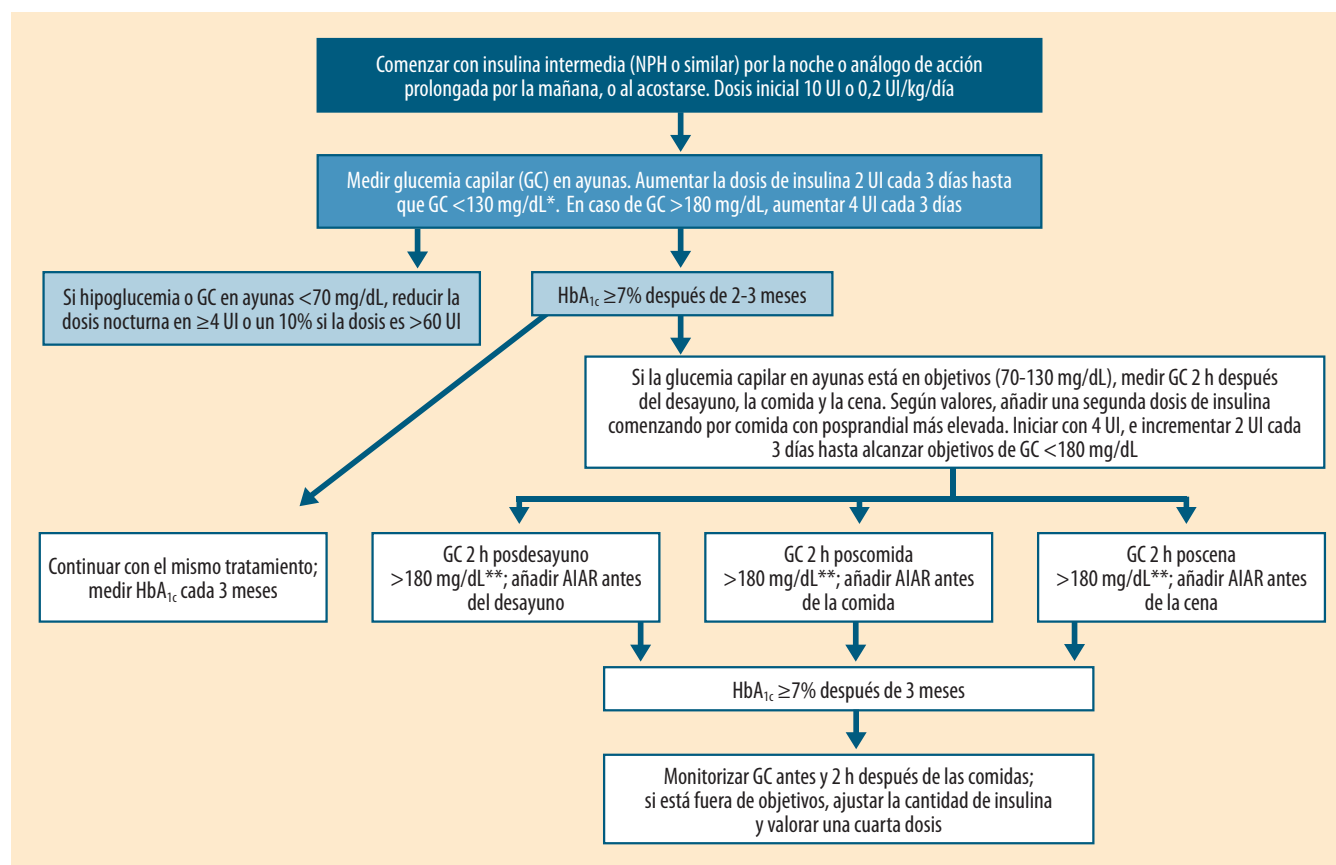 Comenzar con insulina intermedia (NPH o similar) por la noche o análogo de acción
prolongada por la mañana, o al acostarse. Dosis inicial 10 UI o 0,2 UI/kg/día
Medir glucemia capilar (GC) en ayunas. Aumentar la dosis de insulina 2 UI cada 3 días hasta
que GC <130 mg/dL*. En caso de GC >180 mg/dL, aumentar 4 UI cada 3 días
Si hipoglucemia o GC en ayunas <70 mg/dL, reducir la
dosis nocturna en ≥4 UI o un 10% si la dosis es >60 UI
HbA1c ≥7% después de 2-3 meses
Si la glucemia capilar en ayunas está en objetivos (70-130 mg/dL), medir GC 2 h después
del desayuno, la comida y la cena. Según valores, añadir una segunda dosis de insulina
comenzando por comida con posprandial más elevada. Iniciar con 4 UI, e incrementar 2 UI cada
3 días hasta alcanzar objetivos de GC <180 mg/dL
Continuar con el mismo tratamiento;
medir HbA1c cada 3 meses
GC 2 h posdesayuno
>180 mg/dL**; añadir AIAR antes
del desayuno
GC 2 h poscomida
>180 mg/dL**; añadir AIAR antes
de la comida
GC 2 h poscena
>180 mg/dL**; añadir AIAR antes
de la cena
HbA1c ≥7% después de 3 meses
Monitorizar GC antes y 2 h después de las comidas;
si está fuera de objetivos, ajustar la cantidad de insulina
y valorar una cuarta dosis